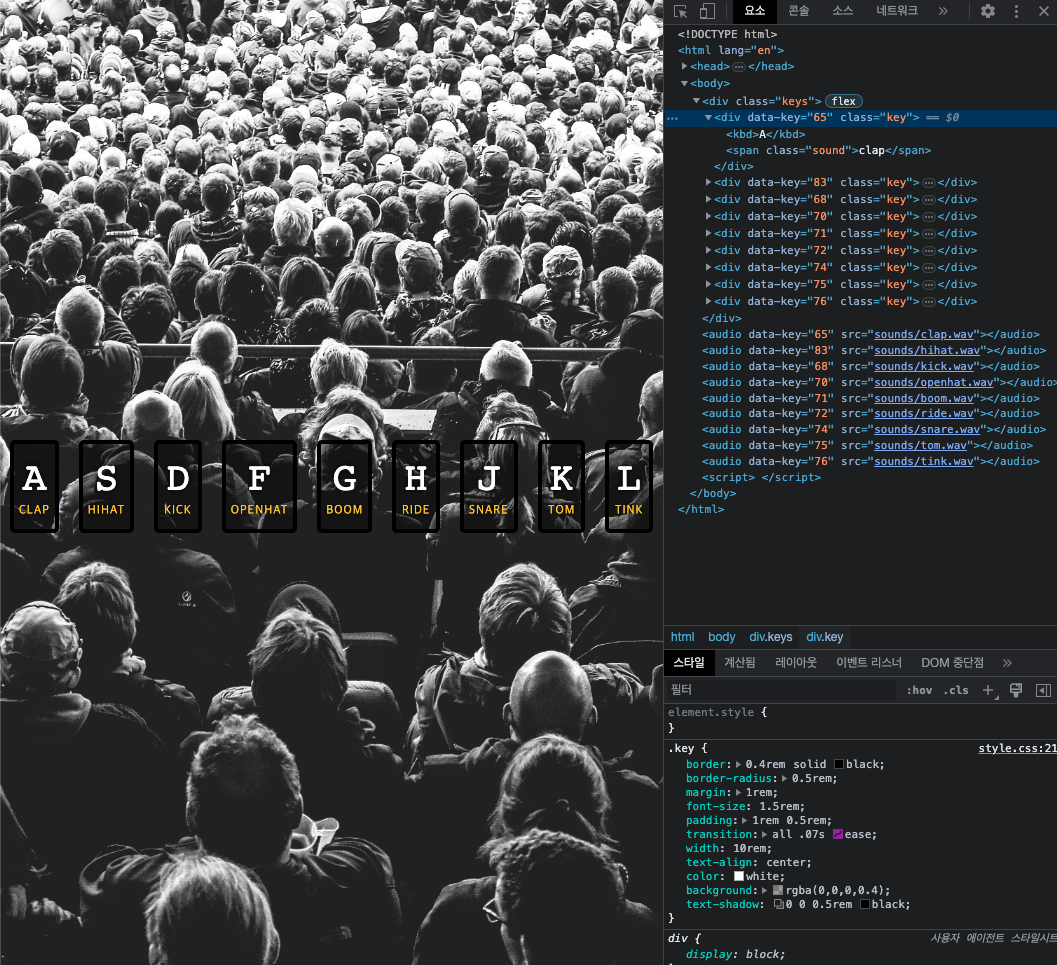 A S D F G H J K L
CLAP HIHAT KICK OPENHAT BOOM RIDE SNARE TOM TINK
요소 콘솔 소스 네트워크 »
<!DOCTYPE html>
<html lang="en">
<head>…</head>
<body>
<div class="keys"> flex
… <div data-key="65" class="key"> == $0
<kbd>A</kbd>
<span class="sound">clap</span>
</div>
<div data-key="83" class="key">…</div>
<div data-key="68" class="key">…</div>
<div data-key="70" class="key">…</div>
<div data-key="71" class="key">…</div>
<div data-key="72" class="key">…</div>
<div data-key="74" class="key">…</div>
<div data-key="75" class="key">…</div>
<div data-key="76" class="key">…</div>
</div>
<audio data-key="65" src="sounds/clap.wav"></audio>
<audio data-key="83" src="sounds/hihat.wav"></audio>
<audio data-key="68" src="sounds/kick.wav"></audio>
<audio data-key="70" src="sounds/openhat.wav"></audio>
<audio data-key="71" src="sounds/boom.wav"></audio>
<audio data-key="72" src="sounds/ride.wav"></audio>
<audio data-key="74" src="sounds/snare.wav"></audio>
<audio data-key="75" src="sounds/tom.wav"></audio>
<audio data-key="76" src="sounds/tink.wav"></audio>
<script> </script>
</body>
</html>
html body div.keys div.key
스타일 계산됨 레이아웃 이벤트 리스너 DOM 중단점 »
필터 :hov .cls +
element.style {
}
.key { style.css:21
border: 0.4rem solid black;
border-radius: 0.5rem;
margin: 1rem;
font-size: 1.5rem;
padding: 1rem 0.5rem;
transition: all .07s ease;
width: 10rem;
text-align: center;
color: white;
background: rgba(0,0,0,0.4);
text-shadow: 0 0 0.5rem black;
}
div { 사용자 에이전트 스타일시트
display: block;